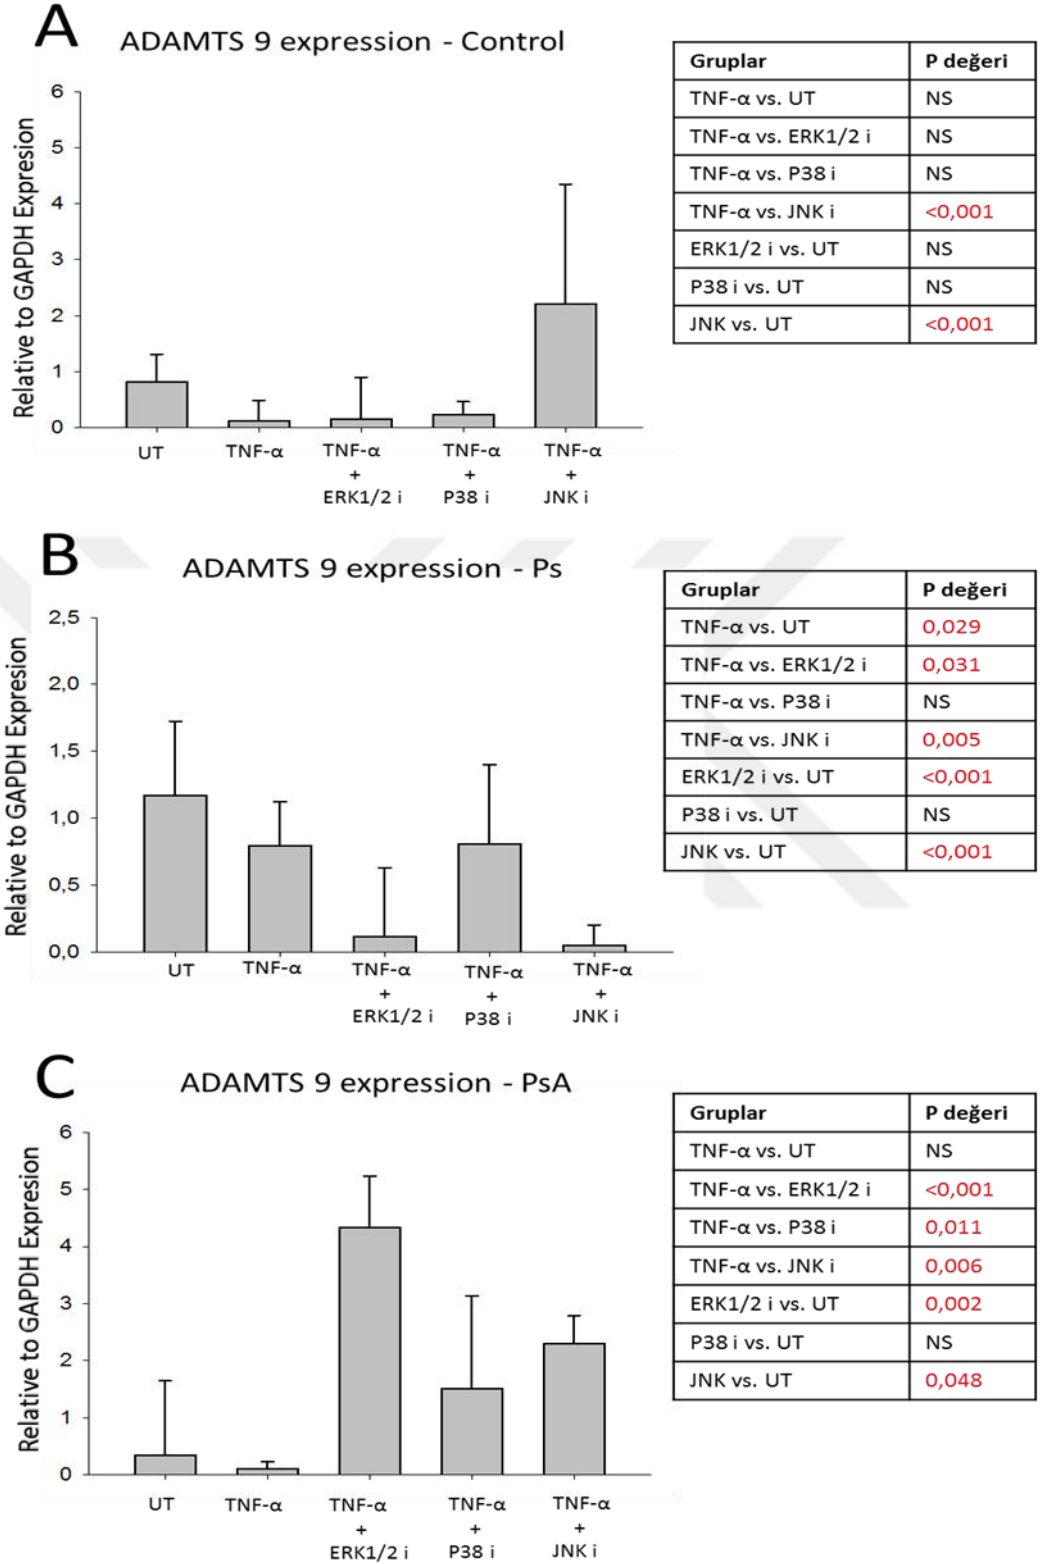 A
ADAMTS 9 expression - Control
Relative to GAPDH Expresion
6
5
4
3
2
1
0
UT
TNF-α
TNF-α
+
ERK1/2 i
TNF-α
+
P38 i
TNF-α
+
JNK i
Gruplar P değeri
TNF-α vs. UT NS
TNF-α vs. ERK1/2 i NS
TNF-α vs. P38 i NS
TNF-α vs. JNK i <0,001
ERK1/2 i vs. UT NS
P38 i vs. UT NS
JNK vs. UT <0,001
B
ADAMTS 9 expression - Ps
Relative to GAPDH Expresion
2,5
2,0
1,5
1,0
0,5
0,0
UT
TNF-α
TNF-α
+
ERK1/2 i
TNF-α
+
P38 i
TNF-α
+
JNK i
Gruplar P değeri
TNF-α vs. UT 0,029
TNF-α vs. ERK1/2 i 0,031
TNF-α vs. P38 i NS
TNF-α vs. JNK i 0,005
ERK1/2 i vs. UT <0,001
P38 i vs. UT NS
JNK vs. UT <0,001
C
ADAMTS 9 expression - PsA
Relative to GAPDH Expresion
6
5
4
3
2
1
0
UT
TNF-α
TNF-α
+
ERK1/2 i
TNF-α
+
P38 i
TNF-α
+
JNK i
Gruplar P değeri
TNF-α vs. UT NS
TNF-α vs. ERK1/2 i <0,001
TNF-α vs. P38 i 0,011
TNF-α vs. JNK i 0,006
ERK1/2 i vs. UT 0,002
P38 i vs. UT NS
JNK vs. UT 0,048